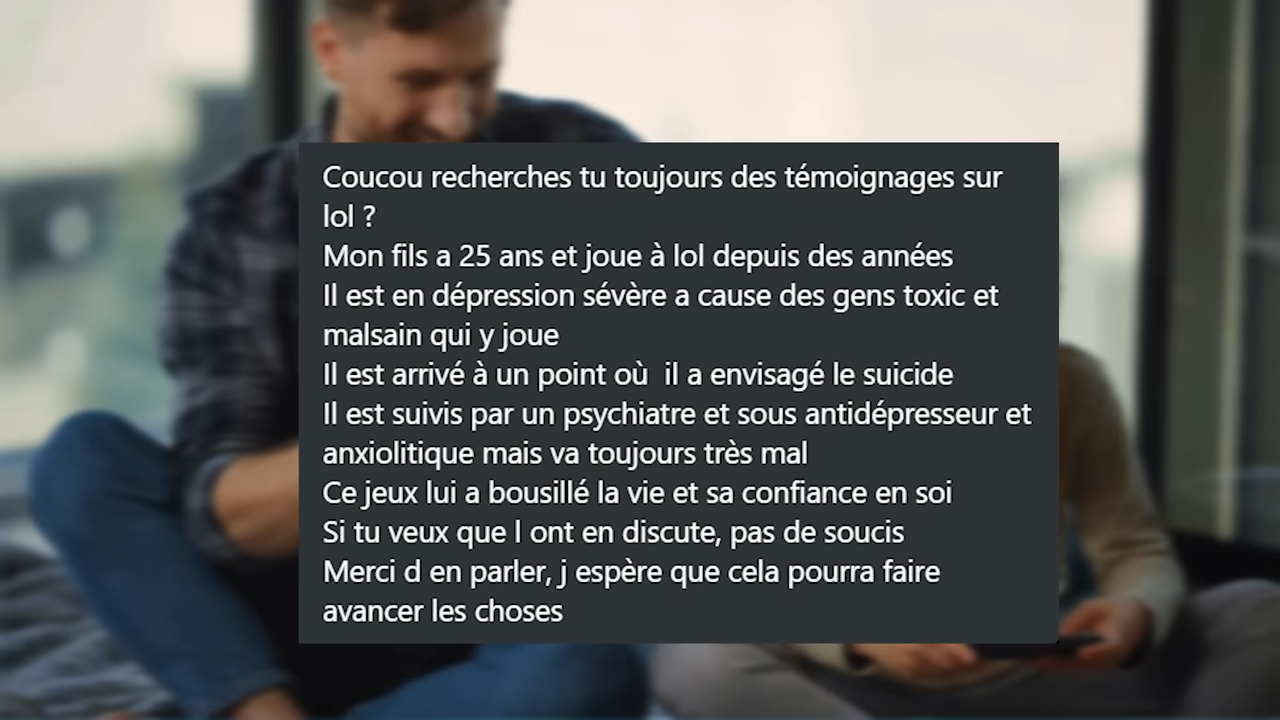 Coucou recherches tu toujours des témoignages sur
lol ?
Mon fils a 25 ans et joue à lol depuis des années
Il est en dépression sévère a cause des gens toxic et
malsain qui y joue
Il est arrivé à un point où  il a envisagé le suicide
Il est suivis par un psychiatre et sous antidépresseur et
anxiolitique mais va toujours très mal
Ce jeux lui a bousillé la vie et sa confiance en soi
Si tu veux que l ont en discute, pas de soucis
Merci d en parler, j espère que cela pourra faire
avancer les choses